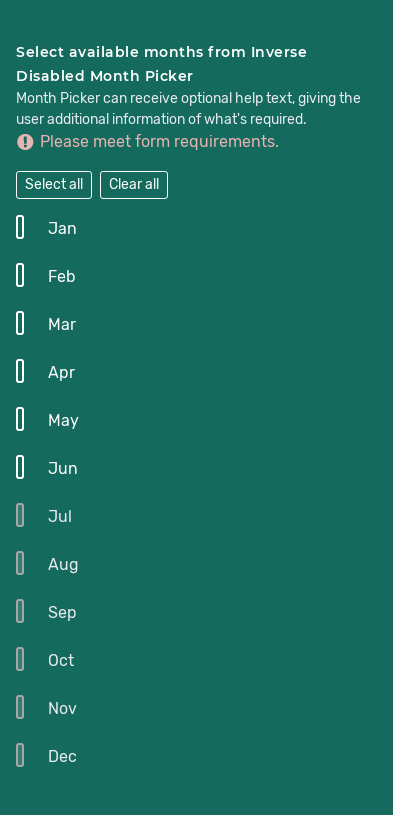 Select available months from Inverse
Disabled Month Picker
Month Picker can receive optional help text, giving the
user additional information of what's required.
Please meet form requirements.
Select all
Clear all
Jan
Feb
Mar
Apr
May
Jun
Jul
Aug
Sep
Oct
Nov
Dec